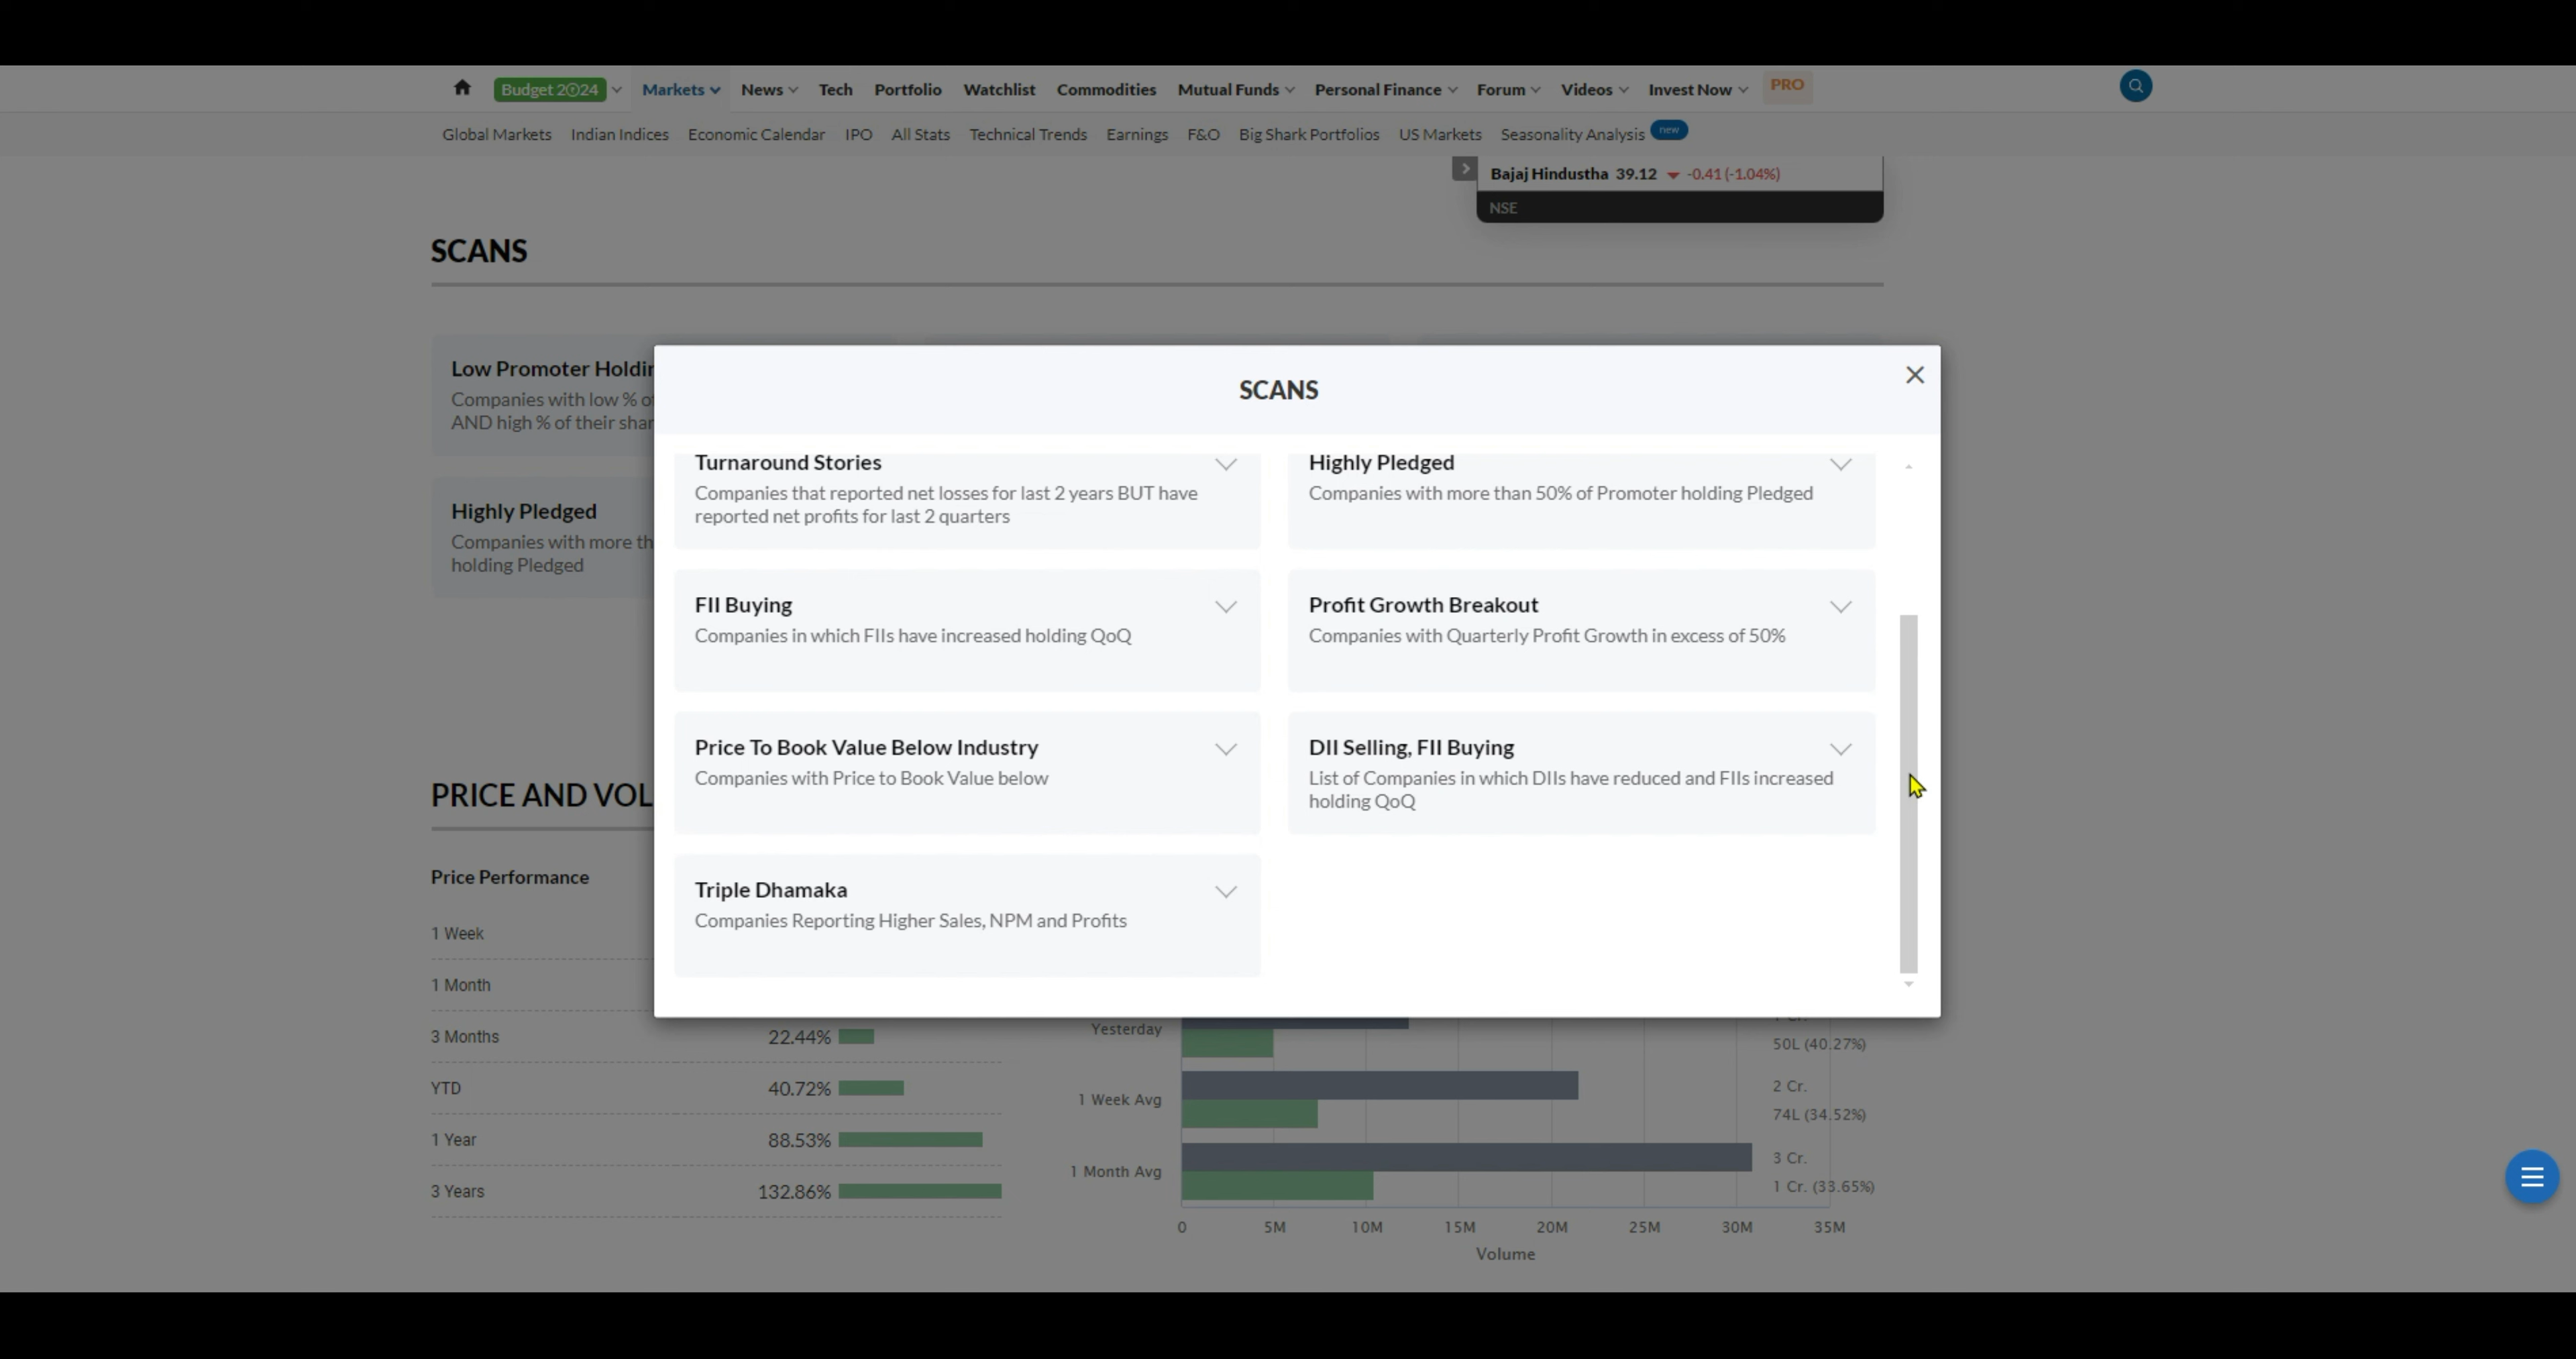 Budget 2024 Markets News Tech Portfolio Watchlist Commodities Mutual Funds Personal Finance Forum Videos Invest Now PRO
Global Markets Indian Indices Economic Calendar IPO All Stats Technical Trends Earnings F&O Big Shark Portfolios US Markets Seasonality Analysis new
Bajaj Hindustha 39.12 -0.41 (-1.04%)
NSE
SCANS
Low Promoter Holdin
Companies with low % o
AND high % of their shar
Highly Pledged
Companies with more th
holding Pledged
SCANS
Turnaround Stories
Companies that reported net losses for last 2 years BUT have
reported net profits for last 2 quarters
Highly Pledged
Companies with more than 50% of Promoter holding Pledged
FII Buying
Companies in which FIIs have increased holding QoQ
Profit Growth Breakout
Companies with Quarterly Profit Growth in excess of 50%
Price To Book Value Below Industry
Companies with Price to Book Value below
DII Selling, FII Buying
List of Companies in which DIIs have reduced and FIIs increased
holding QoQ
Triple Dhamaka
Companies Reporting Higher Sales, NPM and Profits
PRICE AND VOL
Price Performance
1 Week
1 Month
3 Months 22.44%
YTD 40.72%
1 Year 88.53%
3 Years 132.86%
Yesterday
50L (40.27%)
1 Week Avg
2 Cr.
74L (34.52%)
1 Month Avg
3 Cr.
1 Cr. (33.65%)
0 5M 10M 15M 20M 25M 30M 35M
Volume